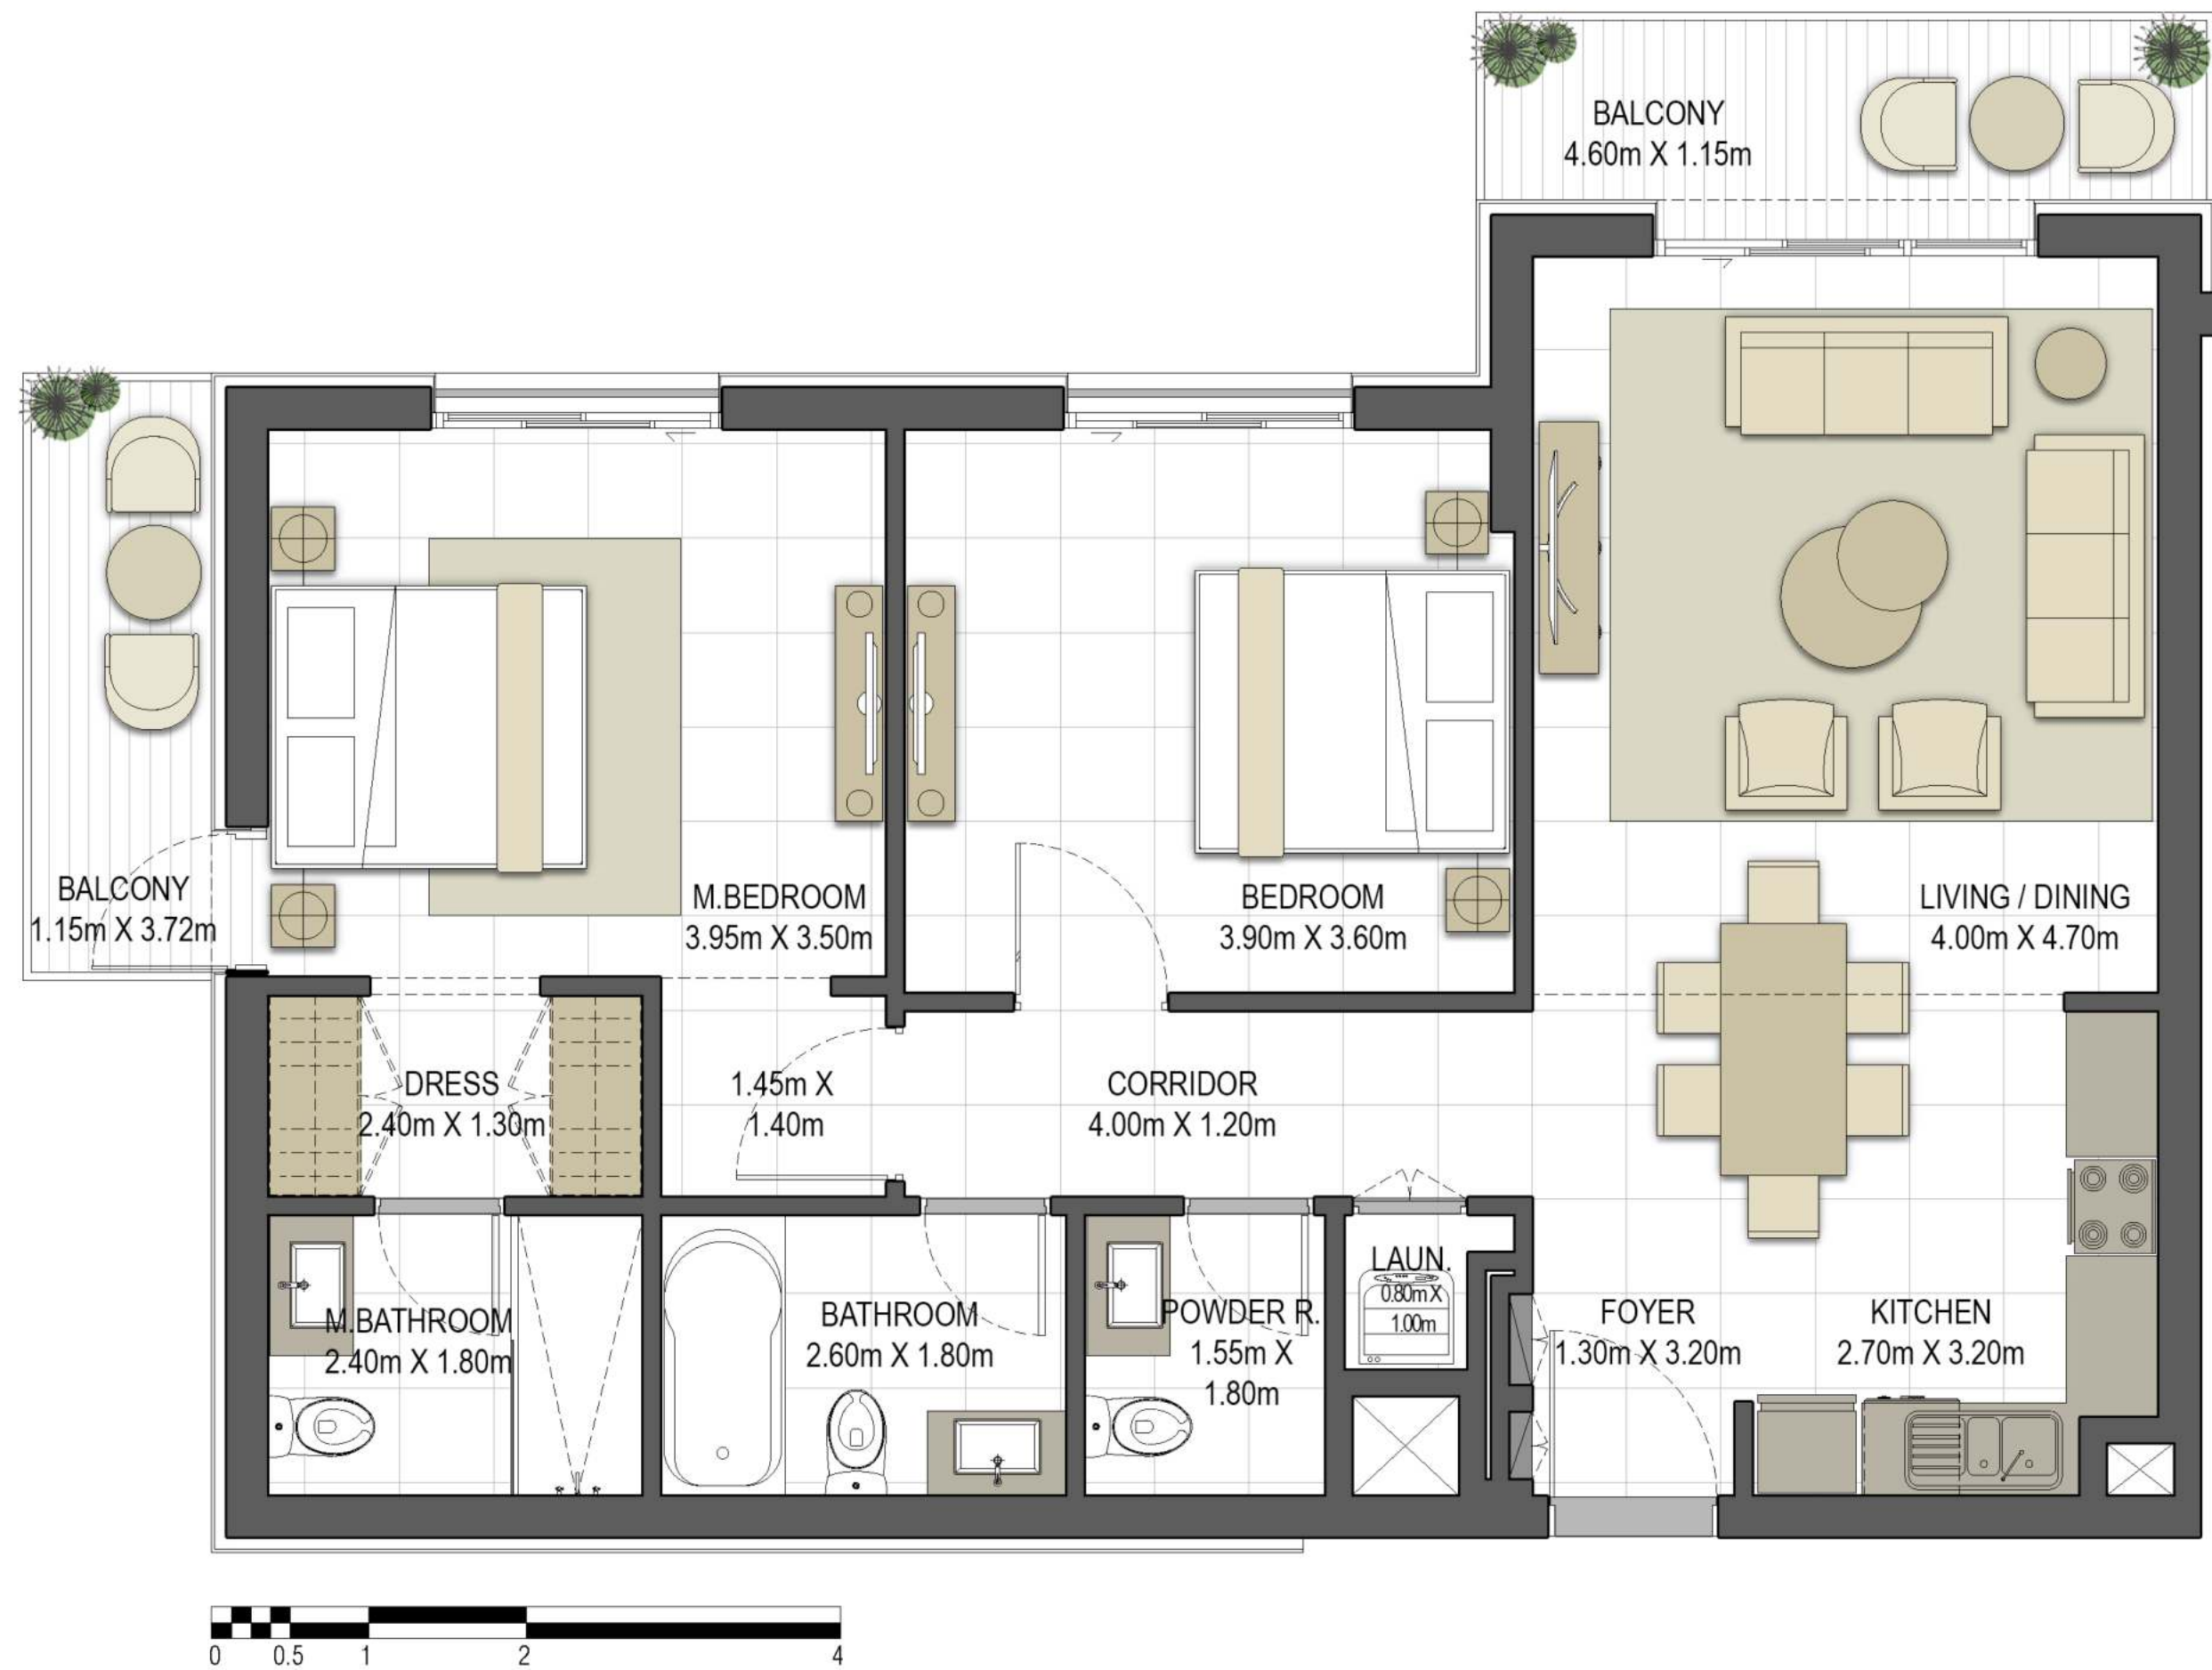 BALCONY
4.60m X 1.15m
BALCONY
1.15m X 3.72m
M.BEDROOM
3.95m X 3.50m
BEDROOM
3.90m X 3.60m
LIVING / DINING
4.00m X 4.70m
DRESS
2.40m X 1.30m
1.45m X
1.40m
CORRIDOR
4.00m X 1.20m
M.BATHROOM
2.40m X 1.80m
BATHROOM
2.60m X 1.80m
POWDER R.
1.55m X
1.80m
LAUN.
0.80m X
1.00m
FOYER
1.30m X 3.20m
KITCHEN
2.70m X 3.20m
0 0.5 1 2 4